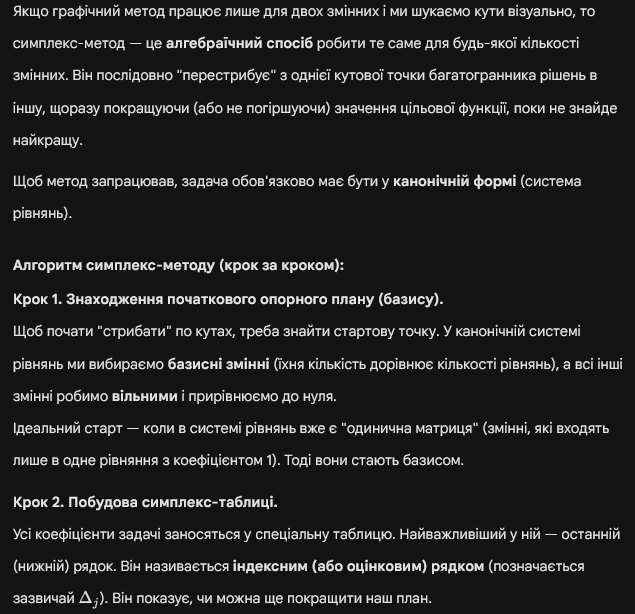 Якщо графічний метод працює лише для двох змінних і ми шукаємо кути візуально, то
симплекс-метод — це алгебраїчний спосіб робити те саме для будь-якої кількості
змінних. Він послідовно "перестрибує" з однієї кутової точки багатогранника рішень в
іншу, щоразу покращуючи (або не погіршуючи) значення цільової функції, поки не знайде
найкращу.
Щоб метод запрацював, задача обов'язково має бути у канонічній формі (система
рівнянь).
Алгоритм симплекс-методу (крок за кроком):
Крок 1. Знаходження початкового опорного плану (базису).
Щоб почати "стрибати" по кутах, треба знайти стартову точку. У канонічній системі
рівнянь ми вибираємо базисні змінні (їхня кількість дорівнює кількості рівнянь), а всі інші
змінні робимо вільними і прирівнюємо до нуля.
Ідеальний старт — коли в системі рівнянь вже є "одинична матриця" (змінні, які входять
лише в одне рівняння з коефіцієнтом 1). Тоді вони стають базисом.
Крок 2. Побудова симплекс-таблиці.
Усі коефіцієнти задачі заносяться у спеціальну таблицю. Найважливіший у ній — останній
(нижній) рядок. Він називається індексним (або оцінковим) рядком (позначається
зазвичай Δⱼ). Він показує, чи можна ще покращити наш план.